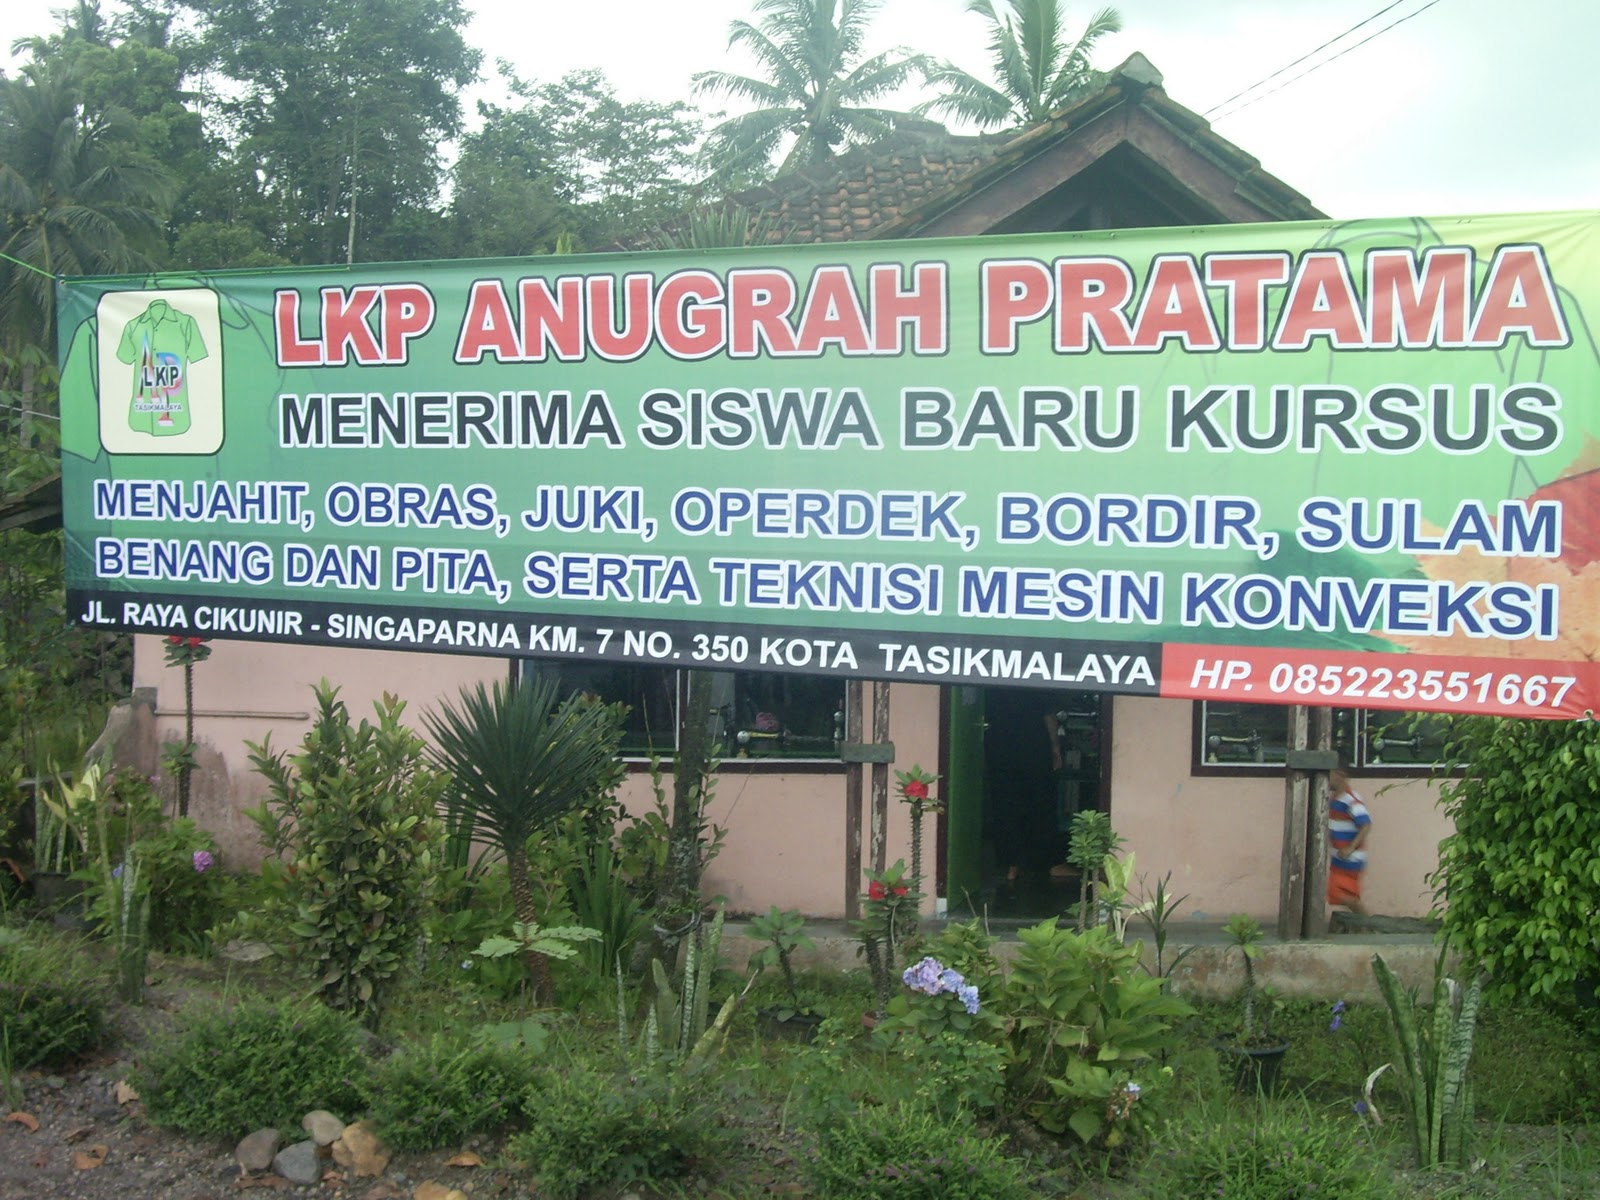 LKP ANUGRAH PRATAMA
LKP
TASIKMALAYA
MENERIMA SISWA BARU KURSUS
MENJAHIT, OBRAS, JUKI, OPERDEK, BORDIR, SULAM
BENANG DAN PITA, SERTA TEKNISI MESIN KONVEKSI
JL. RAYA CIKUNIR - SINGAPARNA KM. 7 NO. 350 KOTA TASIKMALAYA HP. 085223551667